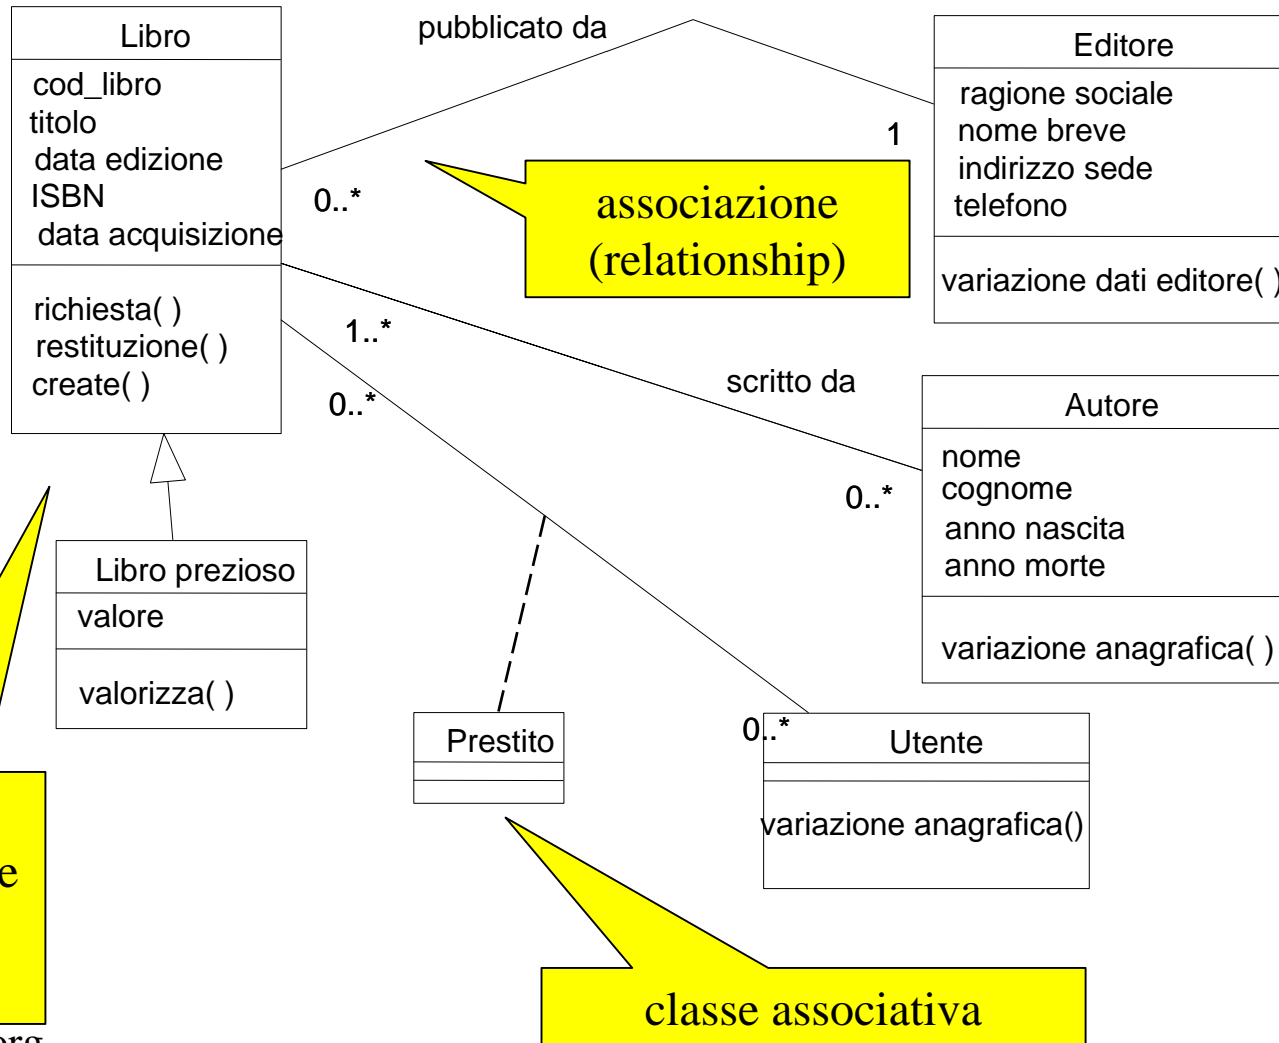 Libro
cod_libro
titolo
data edizione
ISBN
data acquisizione
richiesta( )
restituzione( )
create( )
pubblicato da
0..*
1
associazione
(relationship)
Editore
ragione sociale
nome breve
indirizzo sede
telefono
variazione dati editore( )
1..*
scritto da
0..*
Autore
nome
cognome
anno nascita
anno morte
variazione anagrafica( )
0..*
Libro prezioso
valore
valorizza( )
Prestito
0..*
Utente
variazione anagrafica()
classe associativa